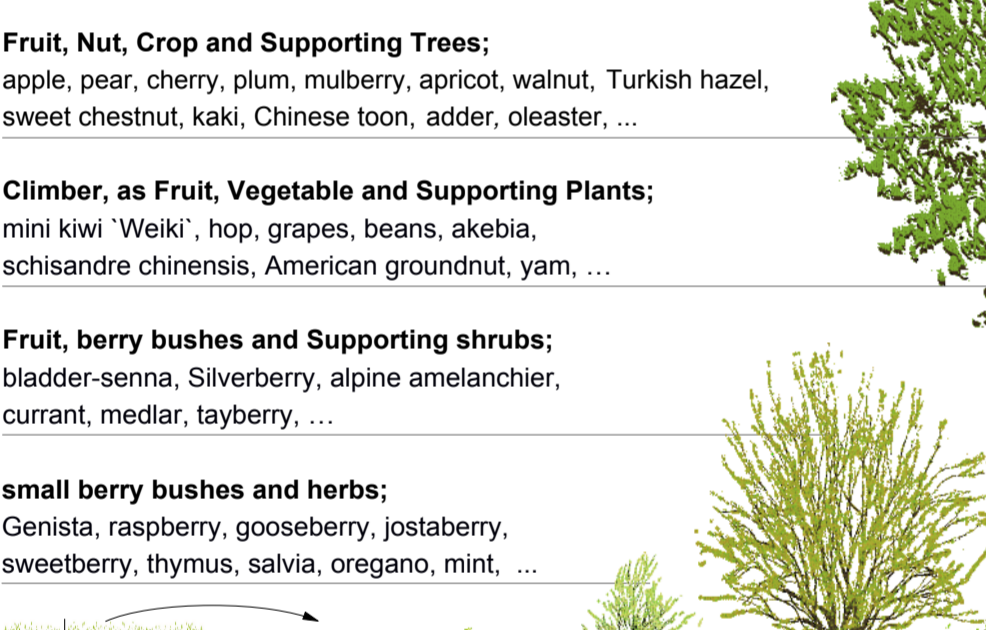 Fruit, Nut, Crop and Supporting Trees;
apple, pear, cherry, plum, mulberry, apricot, walnut, Turkish hazel,
sweet chestnut, kaki, Chinese toon, adder, oleaster, ...
Climber, as Fruit, Vegetable and Supporting Plants;
mini kiwi `Weiki`, hop, grapes, beans, akebia,
schisandre chinensis, American groundnut, yam, …
Fruit, berry bushes and Supporting shrubs;
bladder-senna, Silverberry, alpine amelanchier,
currant, medlar, tayberry, …
small berry bushes and herbs;
Genista, raspberry, gooseberry, jostaberry,
sweetberry, thymus, salvia, oregano, mint, ...